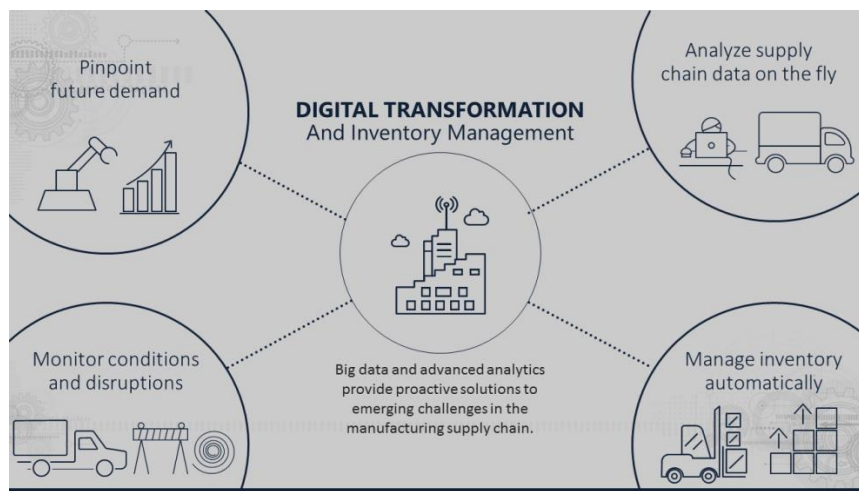 Pinpoint
future demand
DIGITAL TRANSFORMATION
And Inventory Management
Analyze supply
chain data on the fly
Monitor conditions
and disruptions
Big data and advanced analytics
provide proactive solutions to
emerging challenges in the
manufacturing supply chain.
Manage inventory
automatically